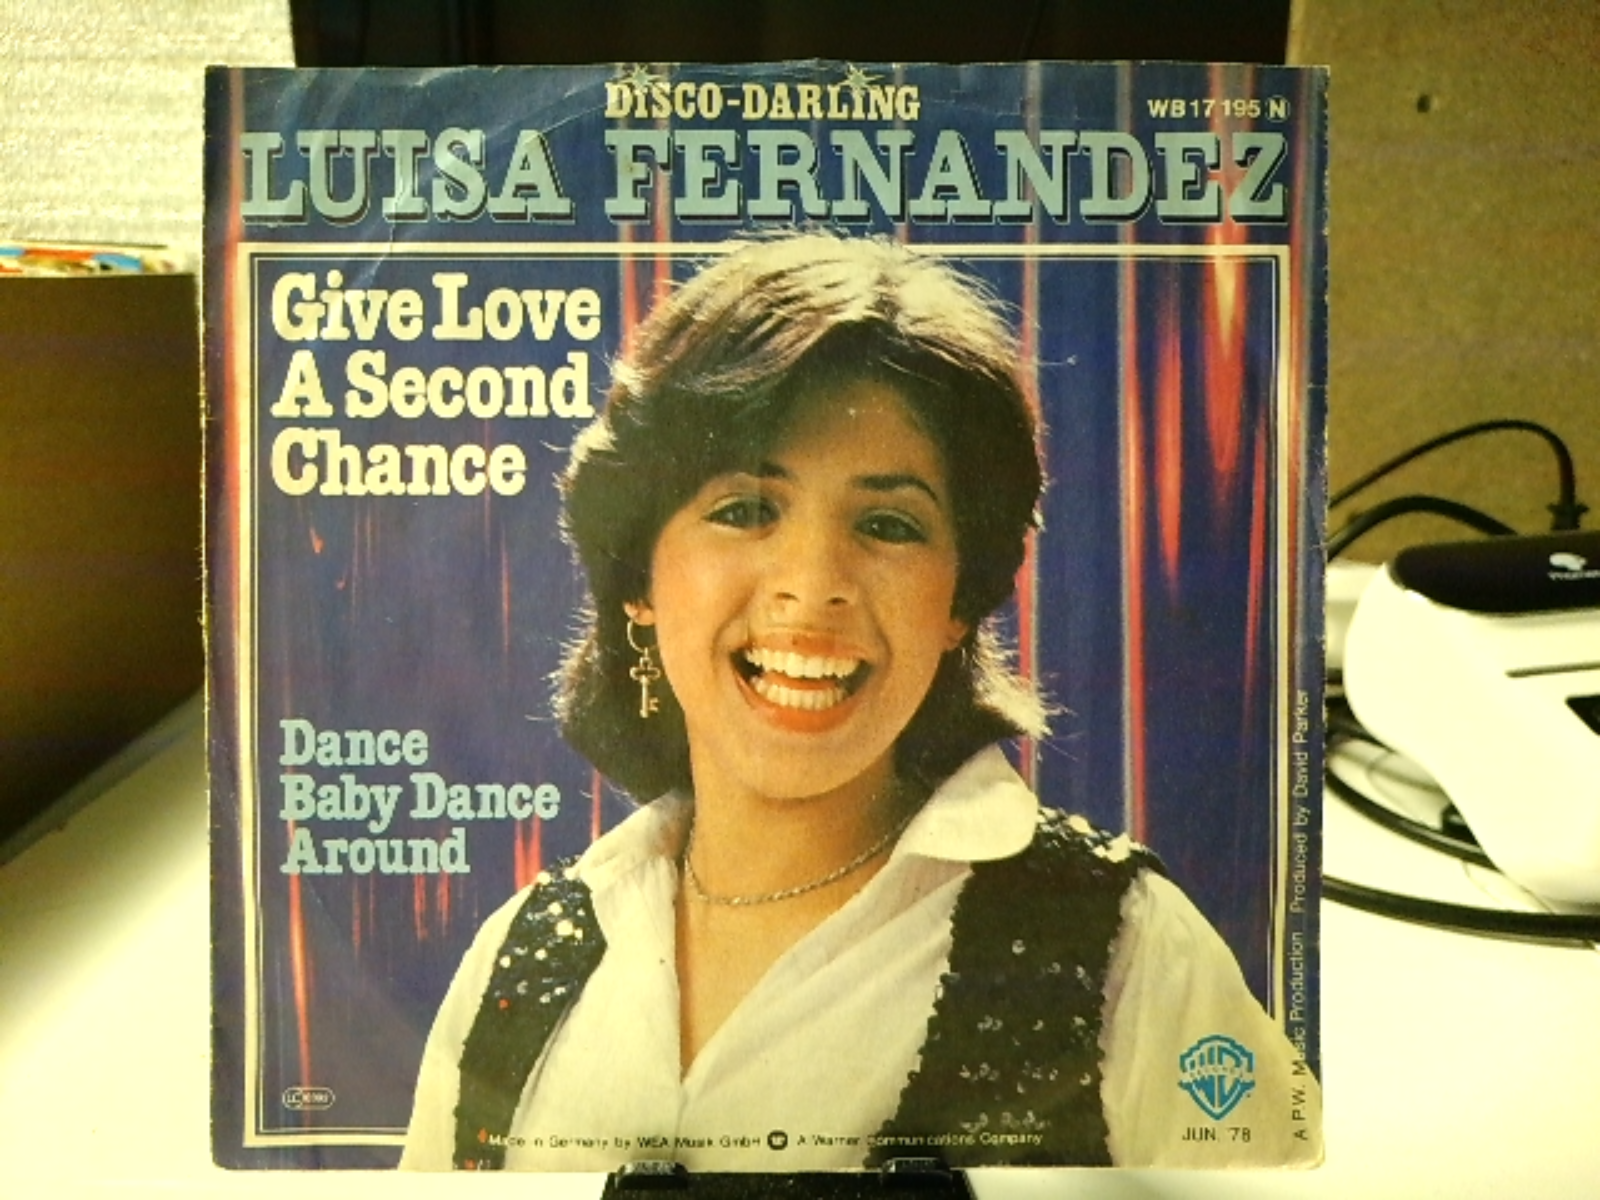 DISCO-DARLING
WB 17 195 N
LUISA FERNANDEZ
Give Love
A Second
Chance
Dance
Baby Dance
Around
A P.W. Music Production Produced by David Parker
RECORDS
JUN. '78
Made in Germany by WEA Musik GmbH A Warner Communications Company